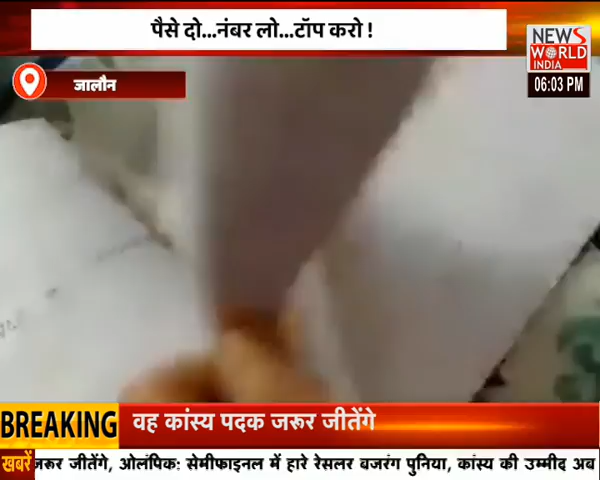 पैसे दो...नंबर लो...टॉप करो !
NEWS
WORLD
INDIA
06:03 PM
जालौन
BREAKING
वह कांस्य पदक जरूर जीतेंगे
खबरें
जरूर जीतेंगे, ओलंपिक: सेमीफाइनल में हारे रेसलर बजरंग पुनिया, कांस्य की उम्मीद अब